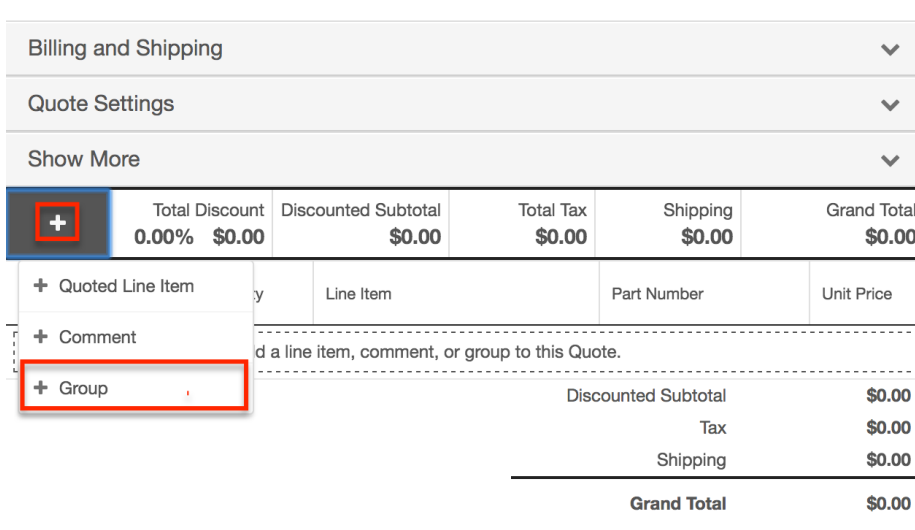 Billing and Shipping
Quote Settings
Show More
+ Total Discount Discounted Subtotal Total Tax Shipping Grand Total
0.00% $0.00 $0.00 $0.00 $0.00 $0.00
+ Quoted Line Item
Line Item Part Number Unit Price
+ Comment
a line item, comment, or group to this Quote.
+ Group
Discounted Subtotal $0.00
Tax $0.00
Shipping $0.00
Grand Total $0.00